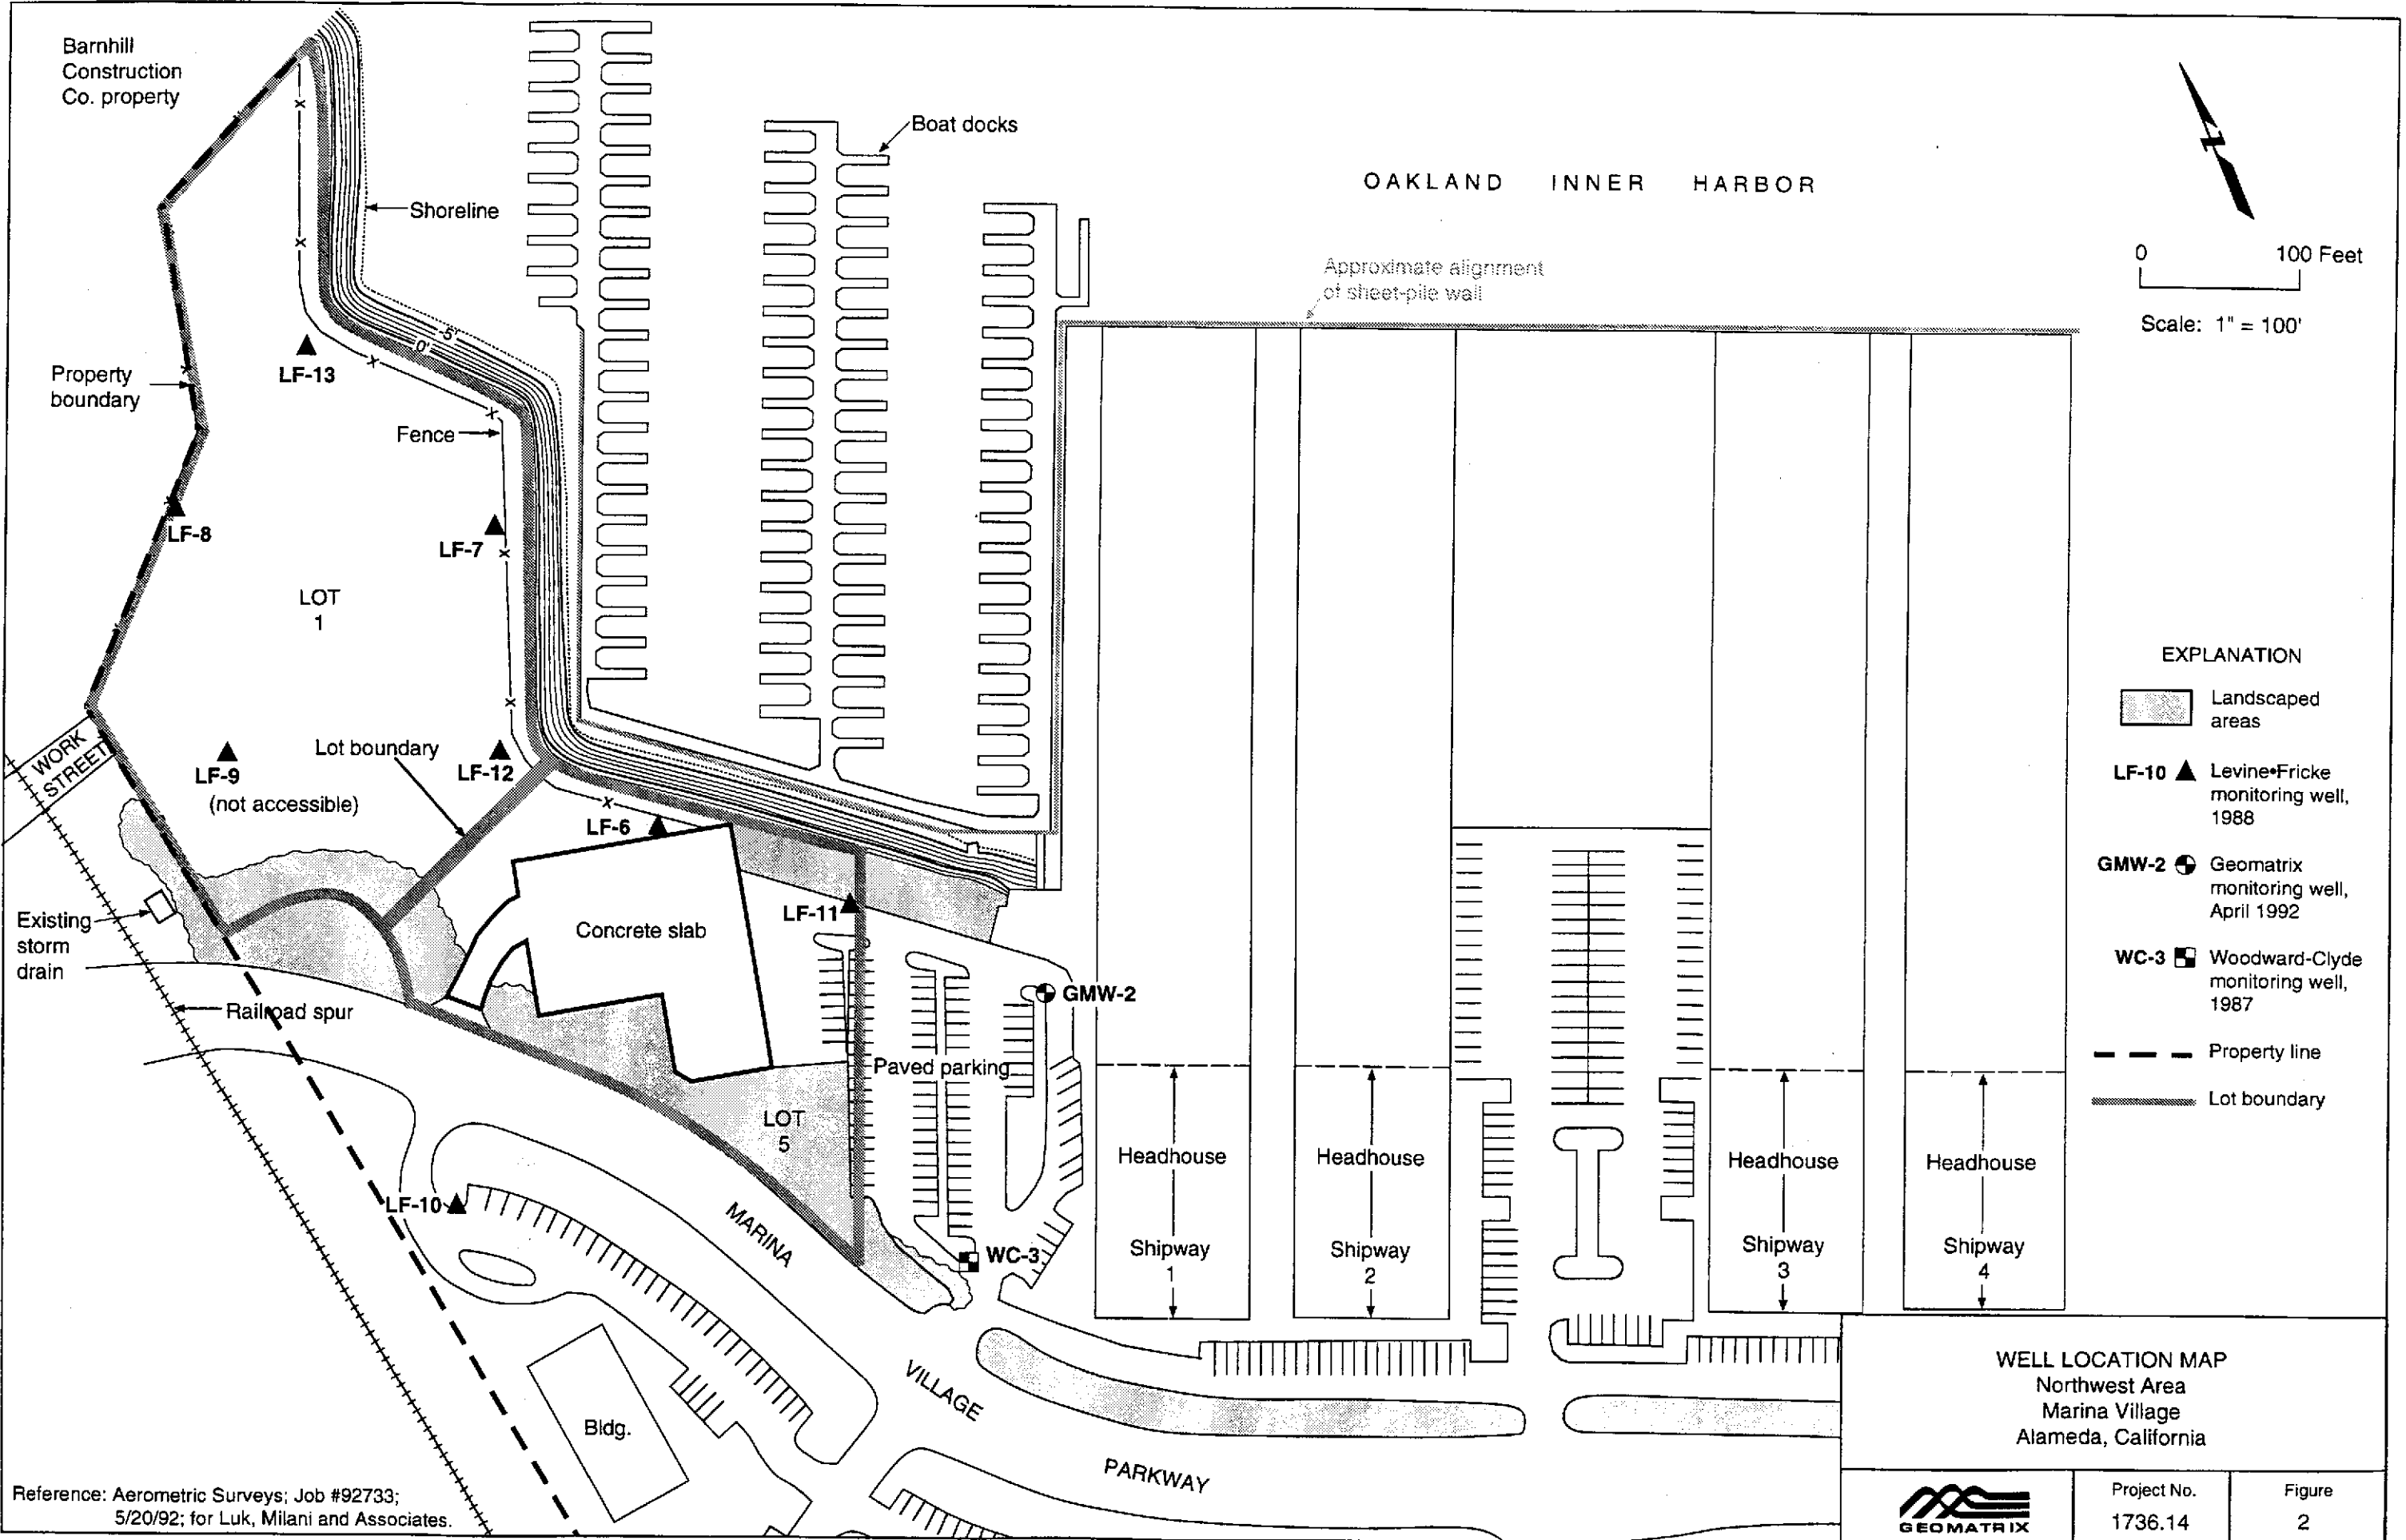 Barnhill
Construction
Co. property
Boat docks
OAKLAND INNER HARBOR
Shoreline
0 100 Feet
Scale: 1" = 100'
Approximate alignment
of sheet-pile wall
-5'
0'
LF-13
Property
boundary
Fence
LF-8
LF-7
LOT
1
EXPLANATION
Landscaped
areas
LF-10 Levine•Fricke
monitoring well,
1988
GMW-2 Geomatrix
monitoring well,
April 1992
WC-3 Woodward-Clyde
monitoring well,
1987
Property line
Lot boundary
WORK
STREET
LF-9
(not accessible)
Lot boundary
LF-12
LF-6
LF-11
Concrete slab
Existing
storm
drain
Railroad spur
GMW-2
Paved parking
LOT
5
LF-10
WC-3
MARINA
VILLAGE
PARKWAY
Headhouse
Shipway
1
Headhouse
Shipway
2
Headhouse
Shipway
3
Headhouse
Shipway
4
Bldg.
Reference: Aerometric Surveys; Job #92733;
5/20/92; for Luk, Milani and Associates.
WELL LOCATION MAP
Northwest Area
Marina Village
Alameda, California
GEOMATRIX
Project No.
1736.14
Figure
2